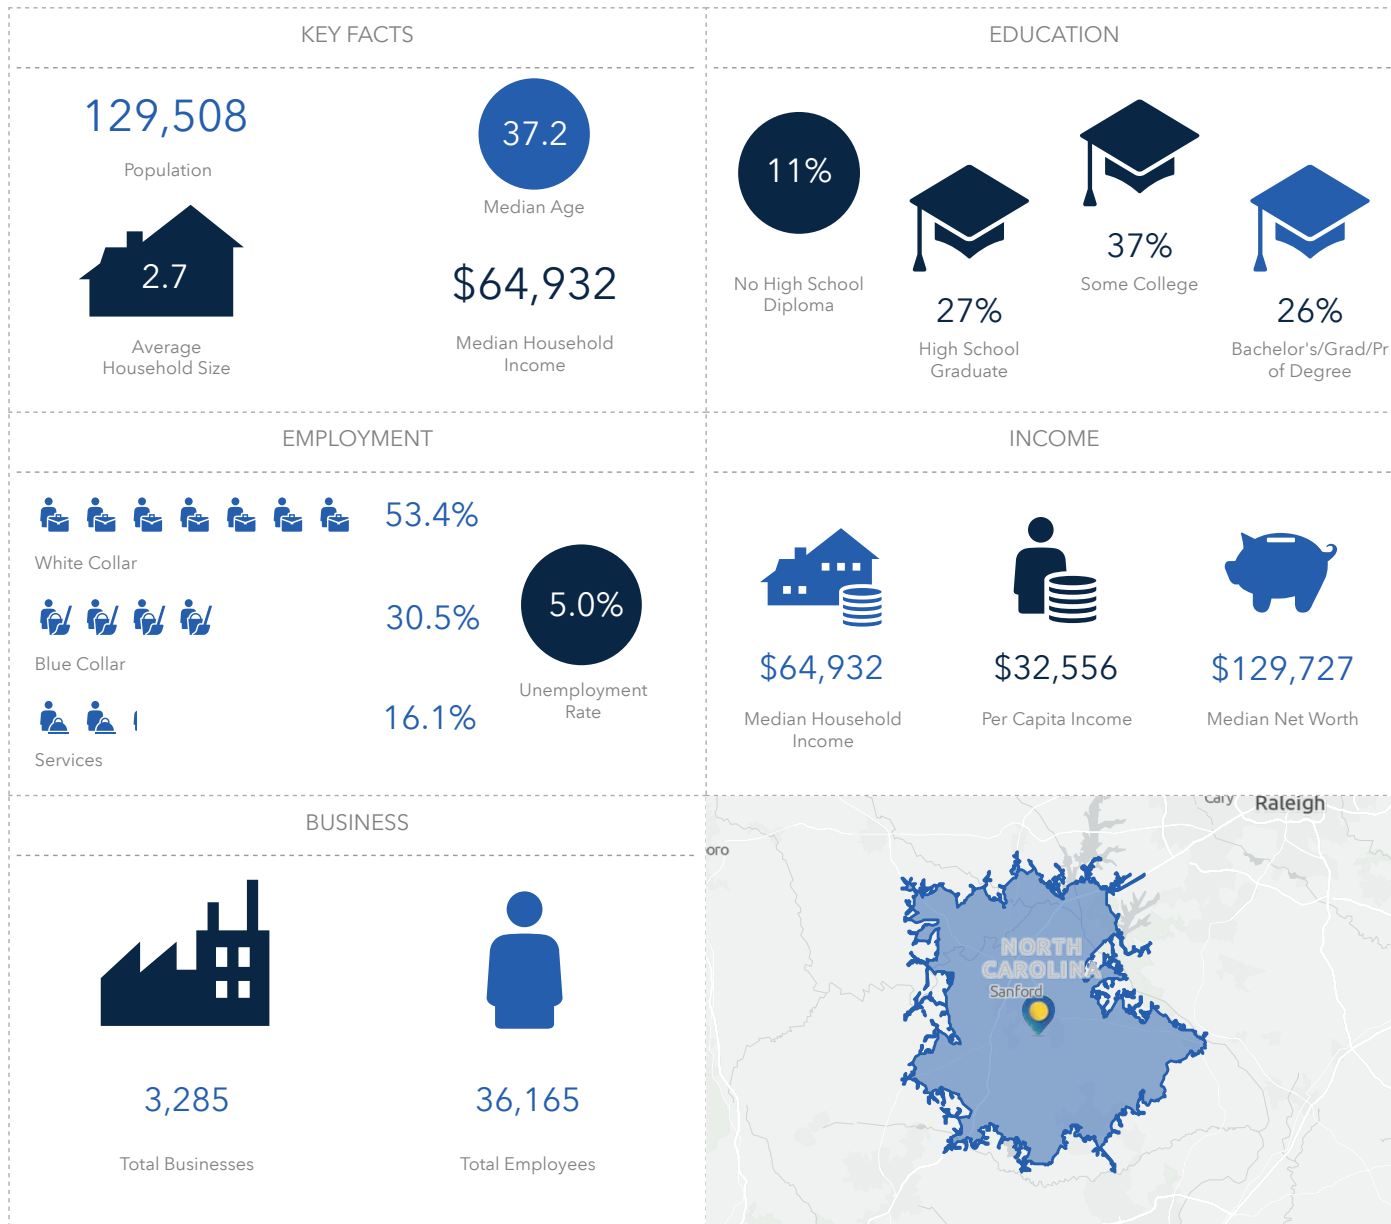 KEY FACTS
129,508
Population
37.2
Median Age
2.7
Average
Household Size
$64,932
Median Household
Income
EDUCATION
11%
No High School
Diploma
27%
High School
Graduate
37%
Some College
26%
Bachelor's/Grad/Pr
of Degree
EMPLOYMENT
53.4%
White Collar
30.5%
Blue Collar
16.1%
Services
5.0%
Unemployment
Rate
INCOME
$64,932
Median Household
Income
$32,556
Per Capita Income
$129,727
Median Net Worth
BUSINESS
3,285
Total Businesses
36,165
Total Employees
Cary
Raleigh
oro
NORTH
CAROLINA
Sanford